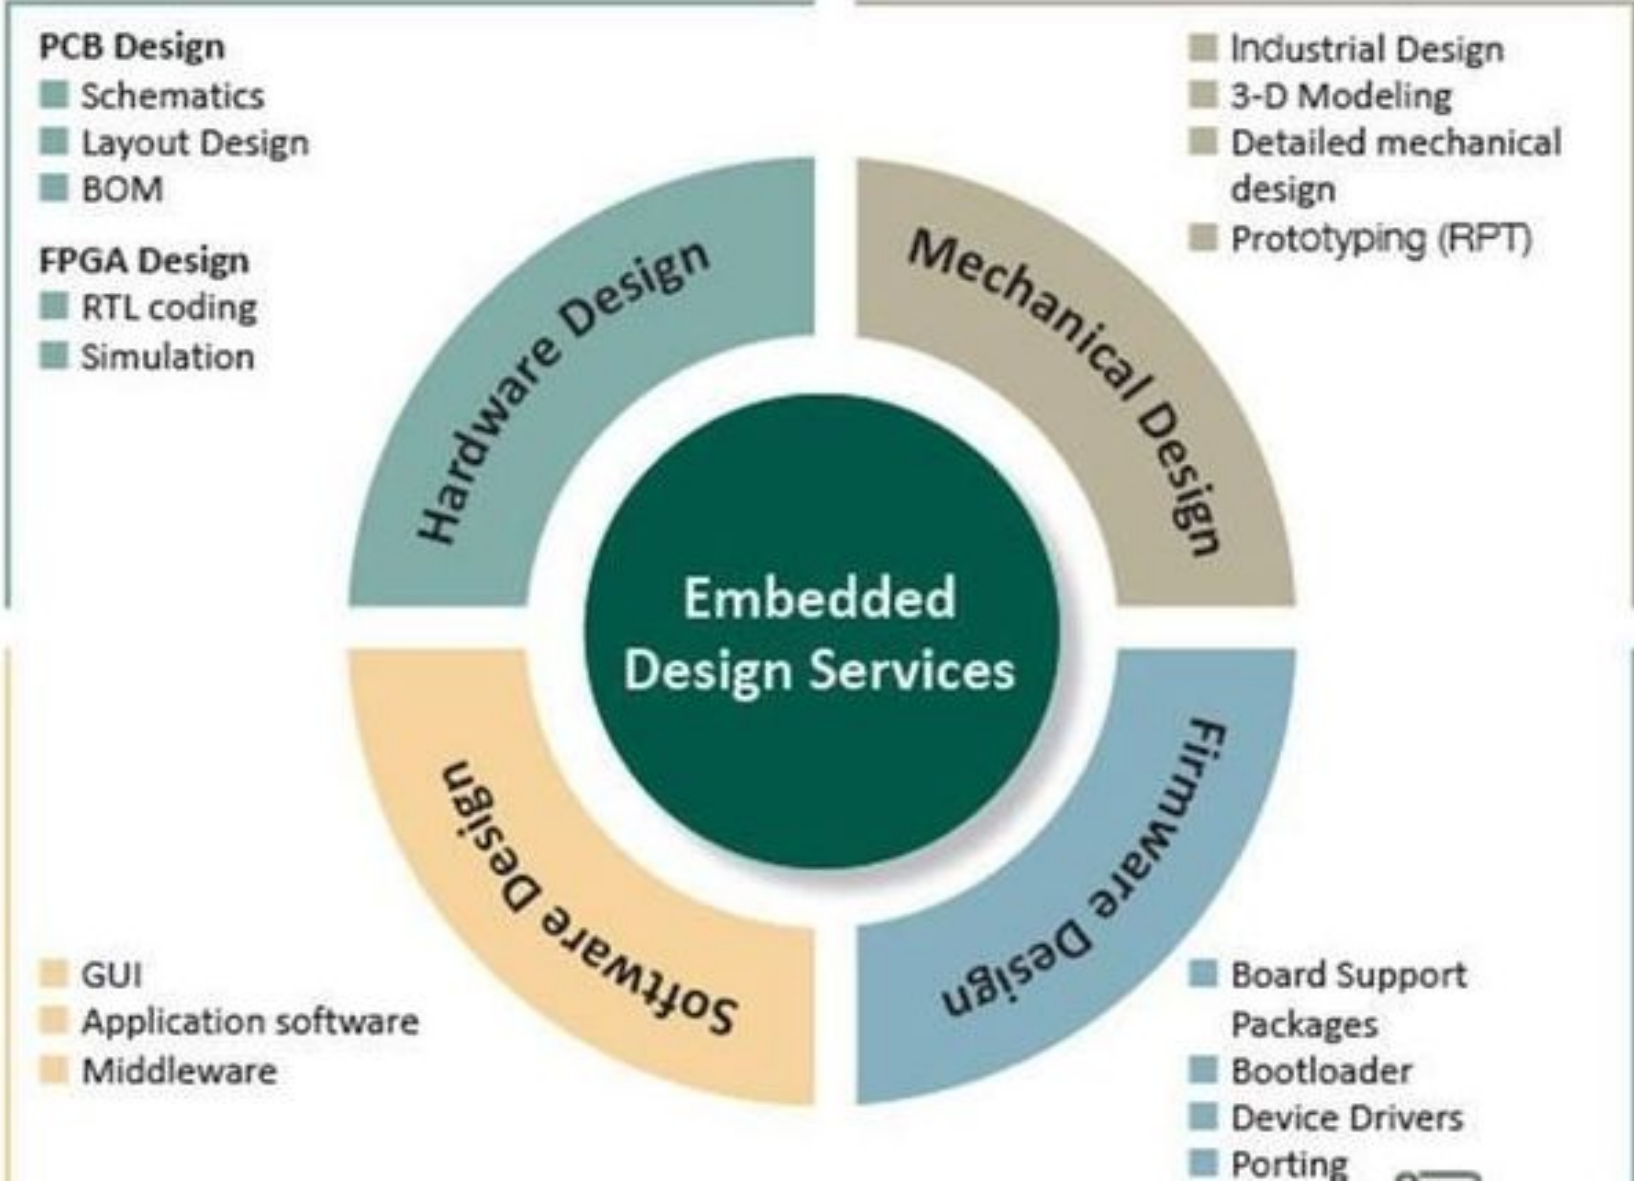 PCB Design
Schematics
Layout Design
BOM
FPGA Design
RTL coding
Simulation
Industrial Design
3-D Modeling
Detailed mechanical
design
Prototyping (RPT)
Hardware Design
Mechanical Design
Embedded
Design Services
Software Design
Firmware Design
GUI
Application software
Middleware
Board Support
Packages
Bootloader
Device Drivers
Porting